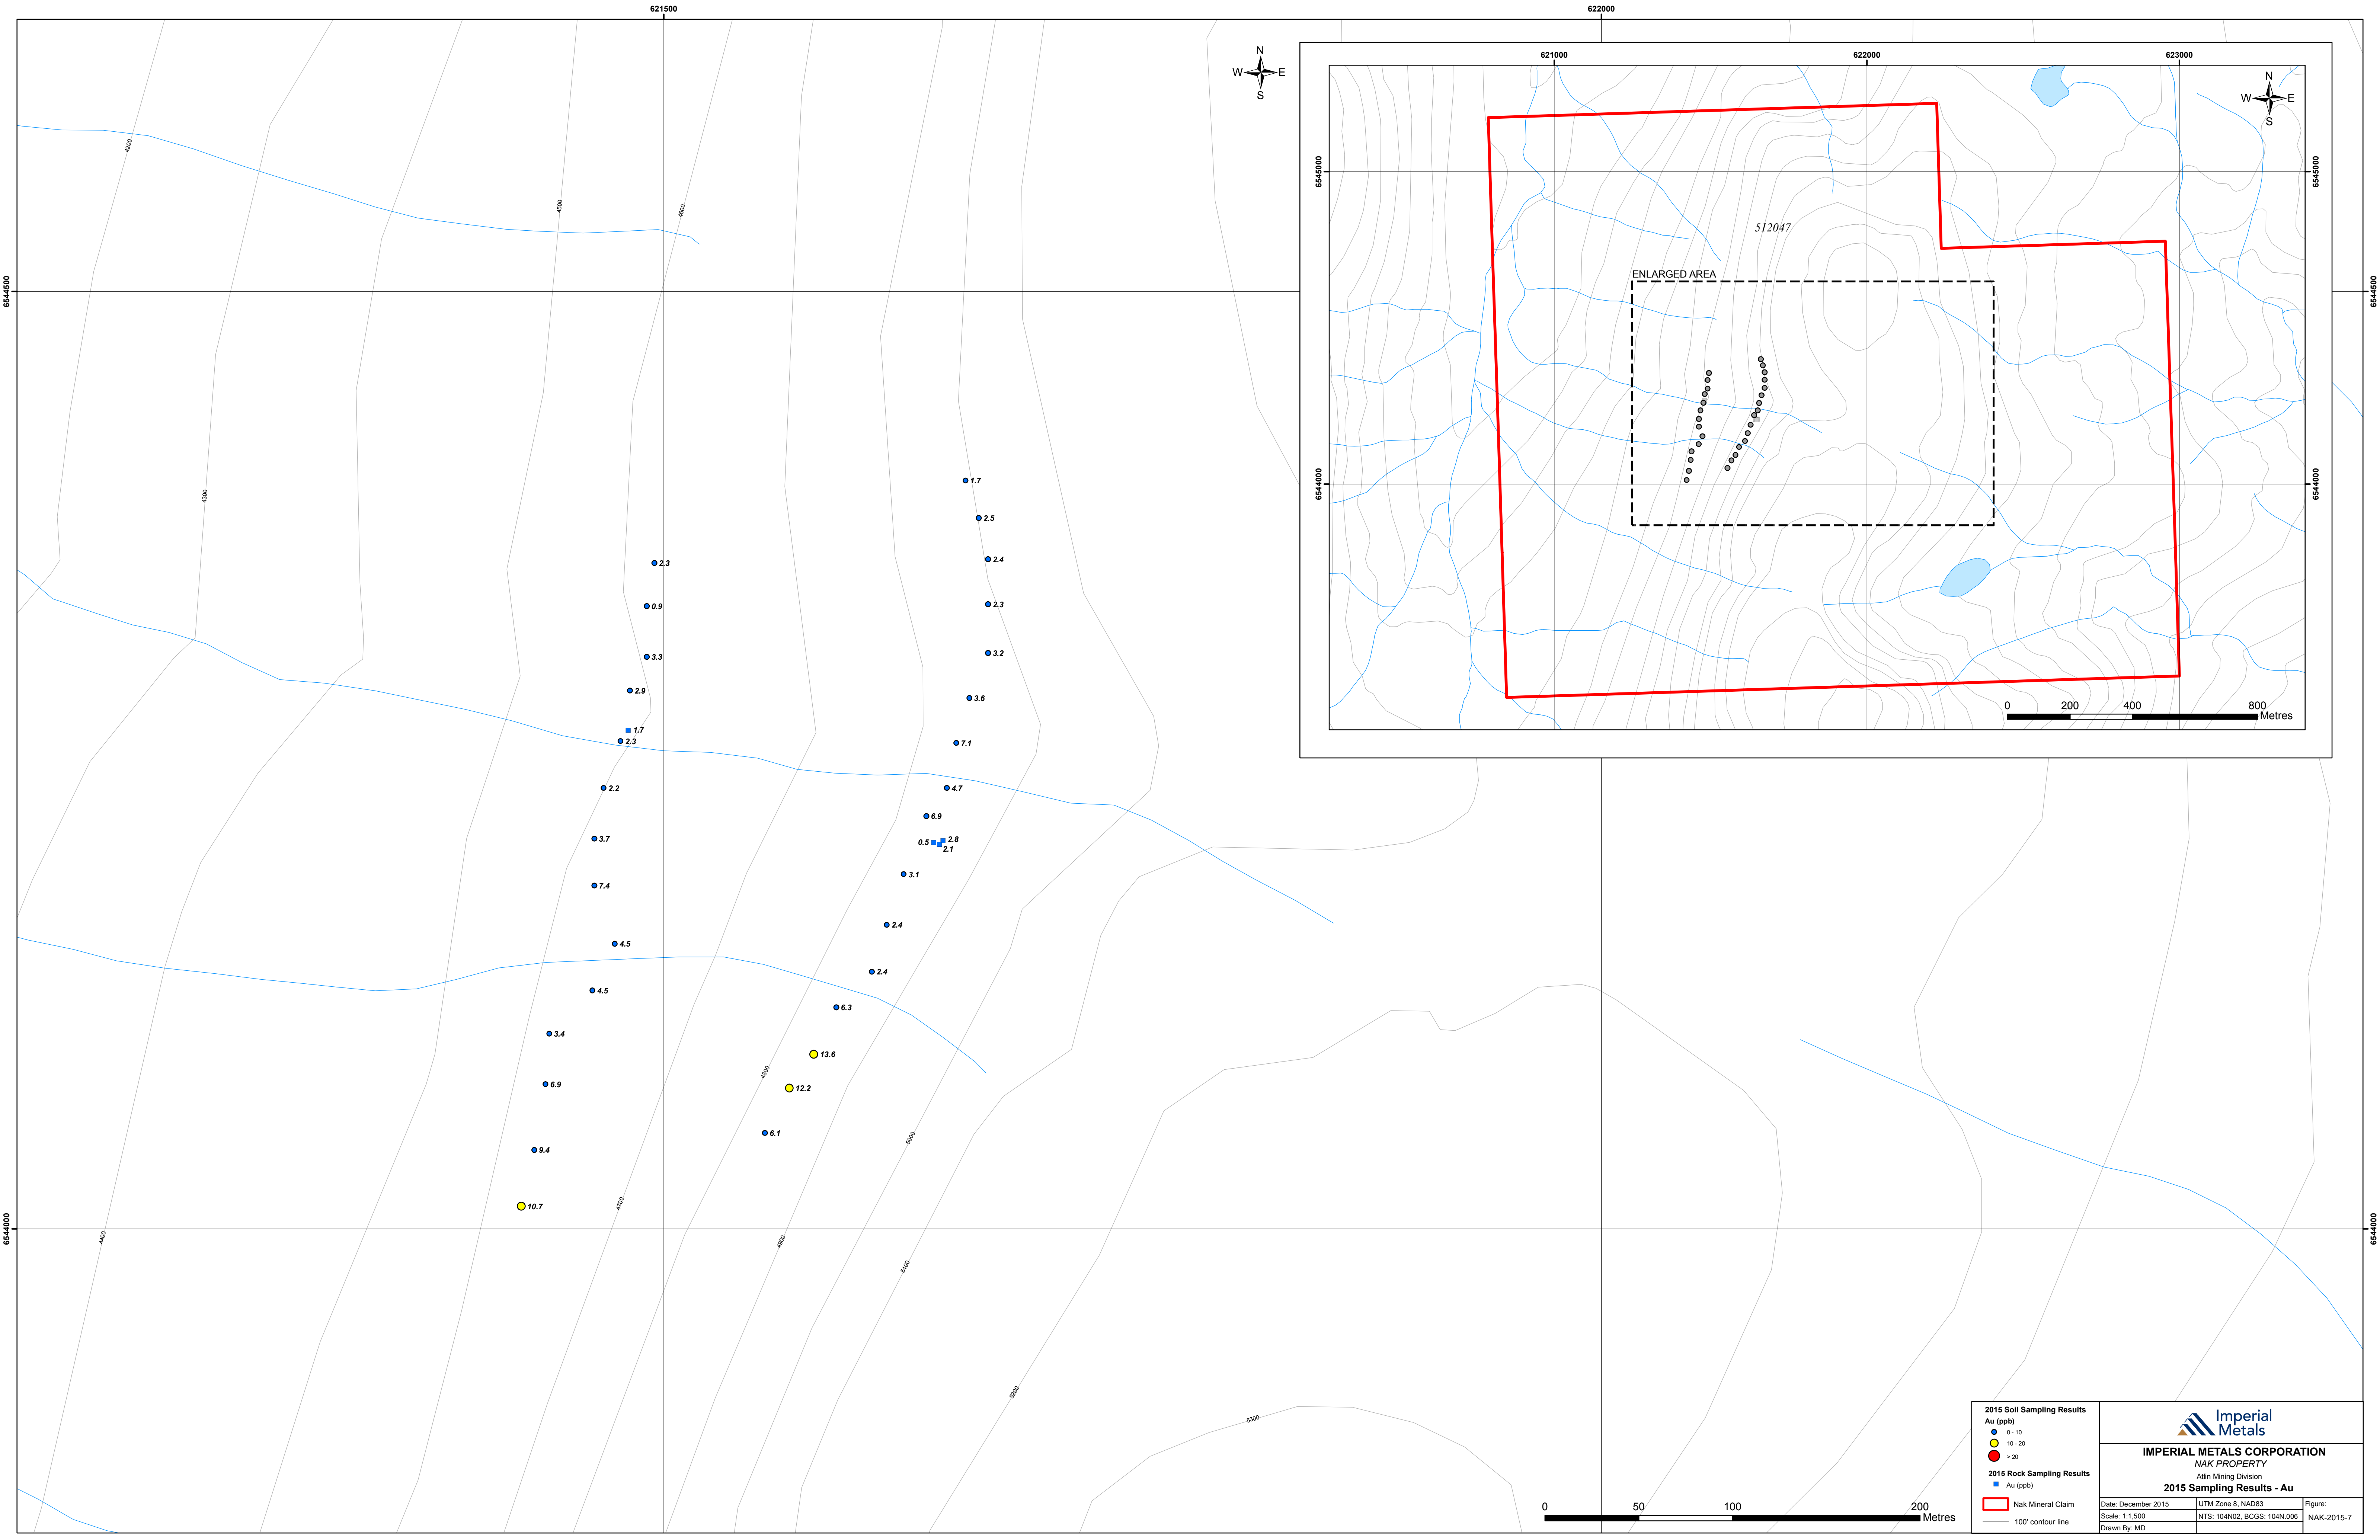 621500
622000
N
W E
S
621000
622000
623000
N
W E
S
4200
4500
4600
6545000
6545000
512047
ENLARGED AREA
6544500
6544500
6544000
6544000
4300
1.7
2.5
2.4
2.3
2.3
0.9
3.3
3.2
2.9
3.6
1.7
2.3
7.1
0 200 400 800
Metres
2.2
4.7
6.9
3.7
0.5
2.8
2.1
3.1
7.4
2.4
4.5
2.4
4.5
6.3
3.4
13.6
4800
6.9
12.2
6.1
5000
9.4
4700
10.7
6544000
6544000
4400
4900
5100
5200
5300
2015 Soil Sampling Results
Au (ppb)
0 - 10
10 - 20
> 20
2015 Rock Sampling Results
Au (ppb)
Nak Mineral Claim
100' contour line
0 50 100 200
Metres
Imperial
Metals
IMPERIAL METALS CORPORATION
NAK PROPERTY
Atlin Mining Division
2015 Sampling Results - Au
Date: December 2015
UTM Zone 8, NAD83
Figure:
Scale: 1:1,500
NTS: 104N02, BCGS: 104N.006
NAK-2015-7
Drawn By: MD